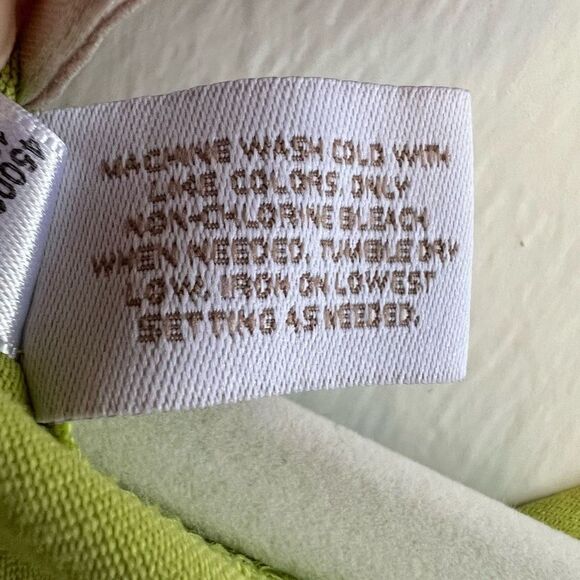 MACHINE WASH COLD WITH
LIKE COLORS. ONLY
NON-CHLORINE BLEACH
WHEN NEEDED. TUMBLE DRY
LOW. IRON ON LOWEST
SETTING AS NEEDED.